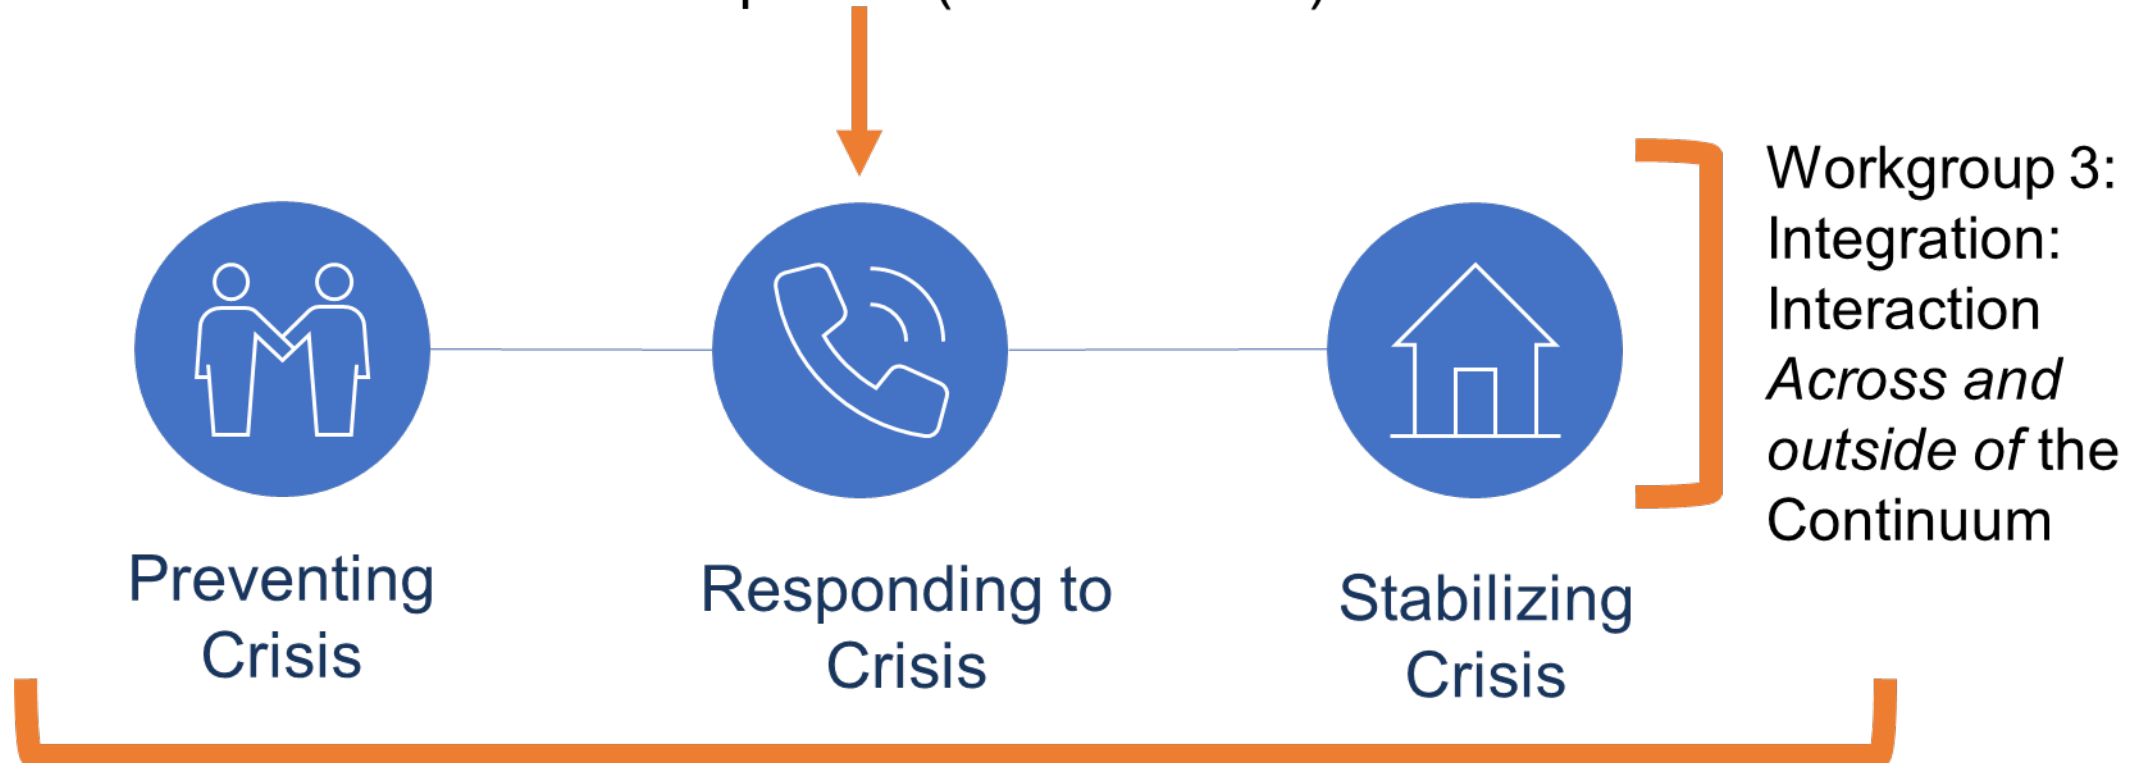 Workgroup 3:
Integration:
Interaction
Across and
outside of the
Continuum
Preventing
Crisis
Responding to
Crisis
Stabilizing
Crisis